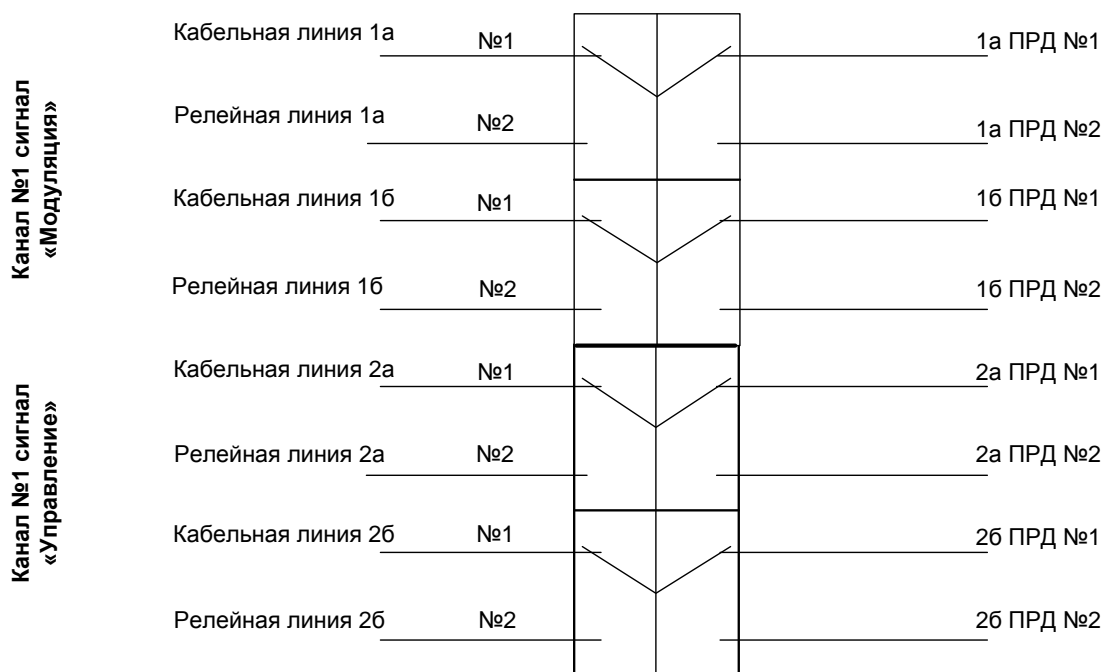 Канал №1 сигнал
«Модуляция»
Кабельная линия 1а
№1
1а ПРД №1
Релейная линия 1а
№2
1а ПРД №2
Кабельная линия 1б
№1
1б ПРД №1
Релейная линия 1б
№2
1б ПРД №2
Канал №1 сигнал
«Управление»
Кабельная линия 2а
№1
2а ПРД №1
Релейная линия 2а
№2
2а ПРД №2
Кабельная линия 2б
№1
2б ПРД №1
Релейная линия 2б
№2
2б ПРД №2